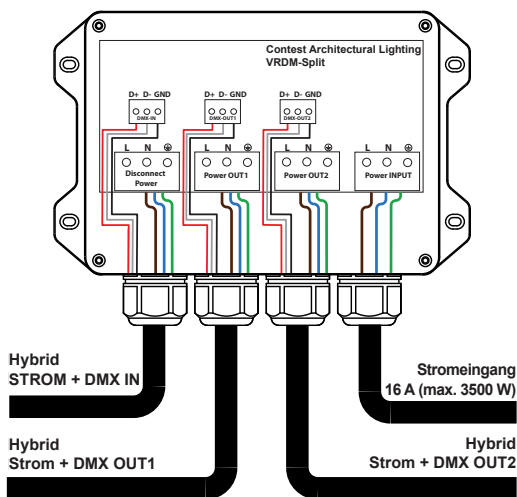 Contest Architectural Lighting
VRDM-Split
D+ D- GND
DMX-IN
D+ D- GND
DMX-OUT1
D+ D- GND
DMX-OUT2
L N
Disconnect
Power
L N
Power OUT1
L N
Power OUT2
L N
Power INPUT
Hybrid
STROM + DMX IN
Stromeingang
16 A (max. 3500 W)
Hybrid
Strom + DMX OUT1
Hybrid
Strom + DMX OUT2